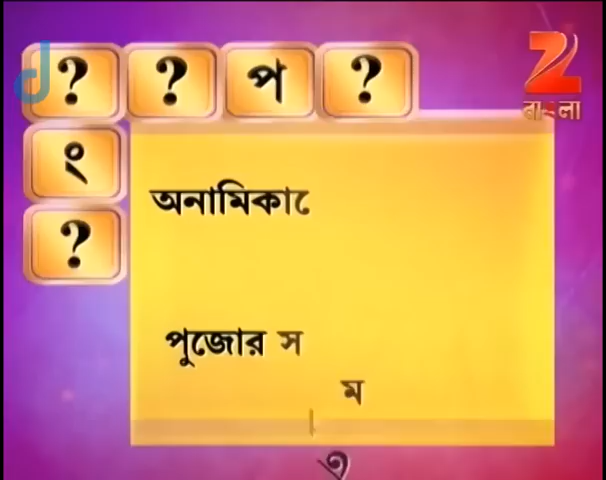 ? ? প ?
বাংলা
ং
?
অনামিকাে
পুজোর স
ম